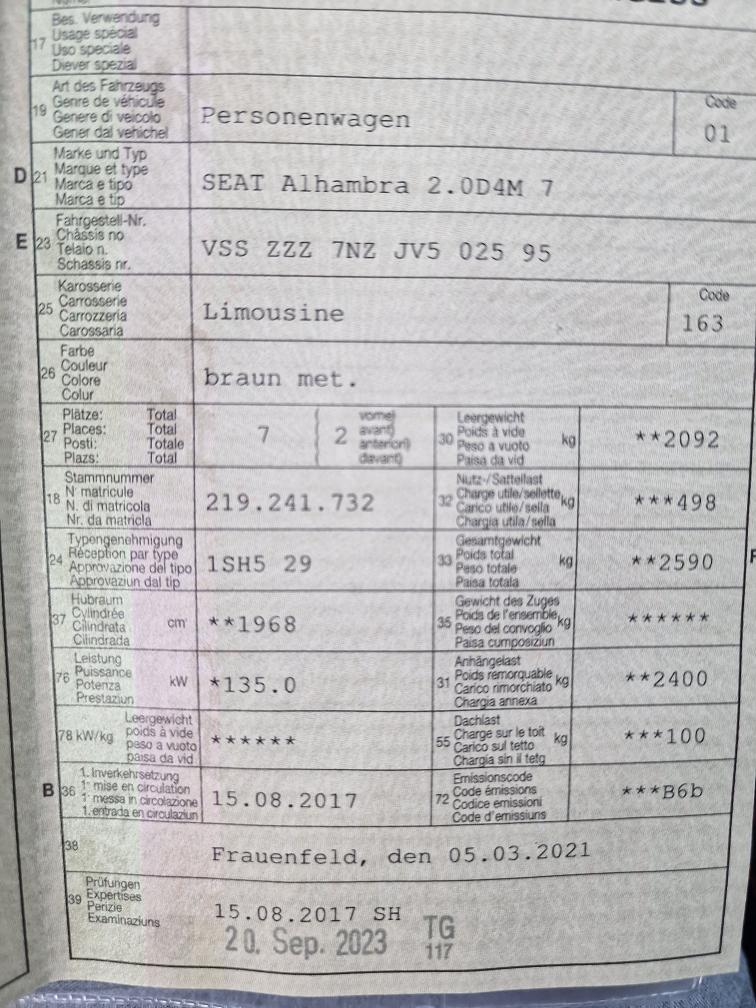 Bes. Verwendung
Usage spécial
17 Uso speciale
Diever spezial
Art des Fahrzeugs
19 Genre de véhicule
Genere di veicolo
Gener dal vehichel
Personenwagen
Code
01
Marke und Typ
D 21 Marque et type
Marca e tipo
Marca e tip
SEAT Alhambra 2.0D4M 7
Fahrgestell-Nr.
E 23 Châssis no
Telaio n.
Schassis nr.
VSS ZZZ 7NZ JV5 025 95
Karosserie
25 Carrosserie
Carrozzeria
Carossaria
Limousine
Code
163
Farbe
26 Couleur
Colore
Colur
braun met.
Plätze: Total
27 Places: Total
Posti: Totale
Plazs: Total
7
2
vorne)
avant)
anteriori)
davant)
Leergewicht
30 Poids à vide kg
Peso a vuoto
Paisa da vid
**2092
Stammnummer
18 N° matricule
N. di matricola
Nr. da matricla
219.241.732
Nutz-/Sattellast
32 Charge utile/sellette kg
Carico utile/sella
Chargia utila/sella
***498
Typengenehmigung
24 Réception par type
Approvazione del tipo
Approvaziun dal tip
1SH5 29
Gesamtgewicht
33 Poids total kg
Peso totale
Paisa totala
**2590
F
Hubraum
37 Cylindrée cm³
Cilindrata
Cilindrada
**1968
Gewicht des Zuges
35 Poids de l'ensemble kg
Peso del convoglio
Paisa cumposiziun
******
Leistung
76 Puissance kW
Potenza
Prestaziun
*135.0
Anhängelast
31 Poids remorquable kg
Carico rimorchiato
Chargia annexa
**2400
Leergewicht
78 kW/kg poids à vide
peso a vuoto
paisa da vid
******
Dachlast
55 Charge sur le toit kg
Carico sul tetto
Chargia sin il tetg
***100
1. Inverkehrsetzung
B 36 1re mise en circulation
1a messa in circolazione
1. entrada en circulaziun
15.08.2017
Emissionscode
72 Code émissions
Codice emissioni
Code d'emissiuns
***B6b
38
Frauenfeld, den 05.03.2021
Prüfungen
39 Expertises
Perizie
Examinaziuns
15.08.2017 SH
20. Sep. 2023 TG
117